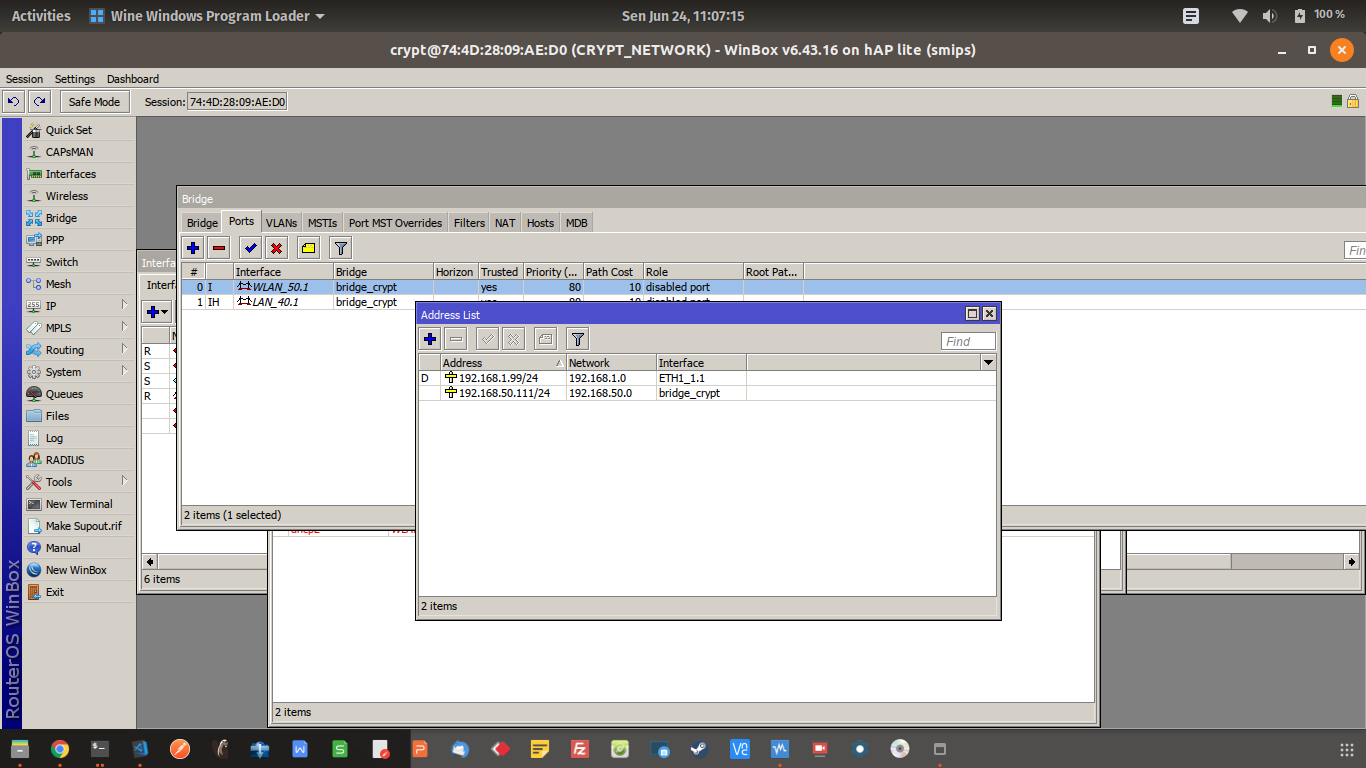 Activities Wine Windows Program Loader Sen Jun 24, 11:07:15 100 %
crypt@74:4D:28:09:AE:D0 (CRYPT_NETWORK) - WinBox v6.43.16 on hAP lite (smips)
Session Settings Dashboard
Safe Mode Session: 74:4D:28:09:AE:D0
RouterOS WinBox
Quick Set
CAPsMAN
Interfaces
Wireless
Bridge
PPP
Switch
Mesh
IP
MPLS
Routing
System
Queues
Files
Log
RADIUS
Tools
New Terminal
Make Supout.rif
Manual
New WinBox
Exit
Bridge
Bridge Ports VLANs MSTIs Port MST Overrides Filters NAT Hosts MDB
Fin
# Interface Bridge Horizon Trusted Priority (... Path Cost Role Root Pat...
0 I WLAN_50.1 bridge_crypt yes 80 10 disabled port
1 IH LAN_40.1 bridge_crypt yes 80 10 disabled port
2 items (1 selected)
Interfa
Interfa
R
S
S
R
6 items
Address List
Find
Address Network Interface
D 192.168.1.99/24 192.168.1.0 ETH1_1.1
192.168.50.111/24 192.168.50.0 bridge_crypt
2 items
2 items